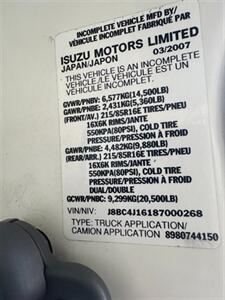 INCOMPLETE VEHICLE MFD BY/
VÉHICULE INCOMPLET FABRIQUÉ PAR
ISUZU MOTORS LIMITED
JAPAN/JAPON 03/2007
- THIS VEHICLE IS AN INCOMPLETE
VEHICLE/LE VÉHICULE EST UN
VÉHICULE INCOMPLET -
GVWR/PNBV: 6,577KG(14,500LB)
GAWR/PNBE: 2,431KG(5,360LB)
(FRONT/AV.) 215/85R16E TIRES/PNEU
16X6K RIMS/JANTE
550KPA(80PSI), COLD TIRE
PRESSURE/PRESSION À FROID
GAWR/PNBE: 4,482KG(9,880LB)
(REAR/ARR.) 215/85R16E TIRES/PNEU
16X6K RIMS/JANTE
550KPA(80PSI), COLD TIRE
PRESSURE/PRESSION À FROID
DUAL/DOUBLE
GCWR/PNBC: 9,299KG(20,500LB)
VIN/NIV: J8BC4J16187000268
TYPE: TRUCK APPLICATION/
CAMION APPLICATION 8980744150